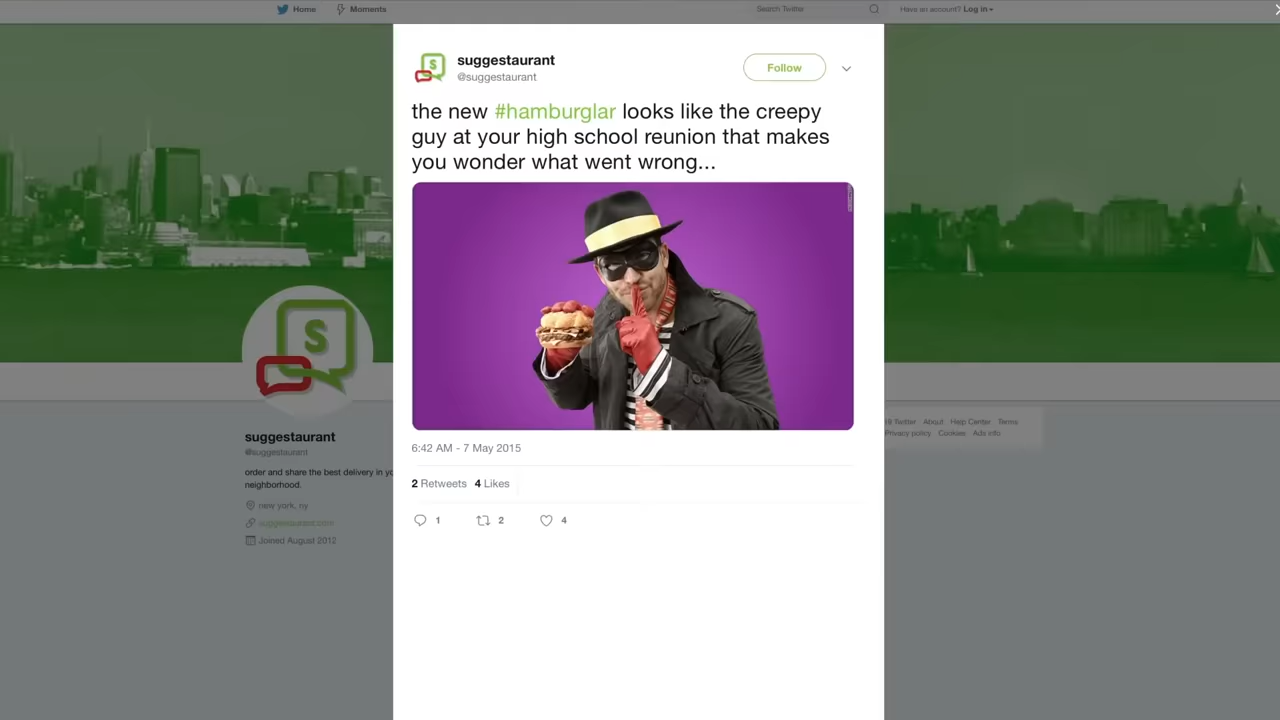 Home
Moments
Search Twitter
Have an account? Log in
S
suggestaurant
@suggestaurant
Follow
the new #hamburglar looks like the creepy
guy at your high school reunion that makes
you wonder what went wrong...
6:42 AM - 7 May 2015
2 Retweets 4 Likes
1 2 4
S
suggestaurant
@suggestaurant
order and share the best delivery in
neighborhood.
new york, ny
suggestaurant.com
Joined August 2012
Twitter About Help Center Terms
Privacy policy Cookies Ads info